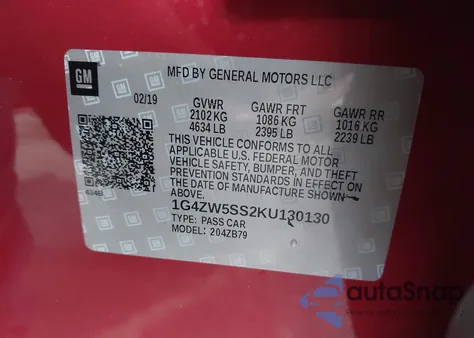 GM
MFD BY GENERAL MOTORS LLC
02/19 GVWR GAWR FRT GAWR RR
2102 KG 1086 KG 1016 KG
4634 LB 2395 LB 2239 LB
THIS VEHICLE CONFORMS TO ALL
APPLICABLE U.S. FEDERAL MOTOR
VEHICLE SAFETY, BUMPER, AND THEFT
PREVENTION STANDARDS IN EFFECT ON
THE DATE OF MANUFACTURE SHOWN
ABOVE.
1G4ZW5SS2KU130130
TYPE: PASS CAR
MODEL: 204ZB79
autoSnap